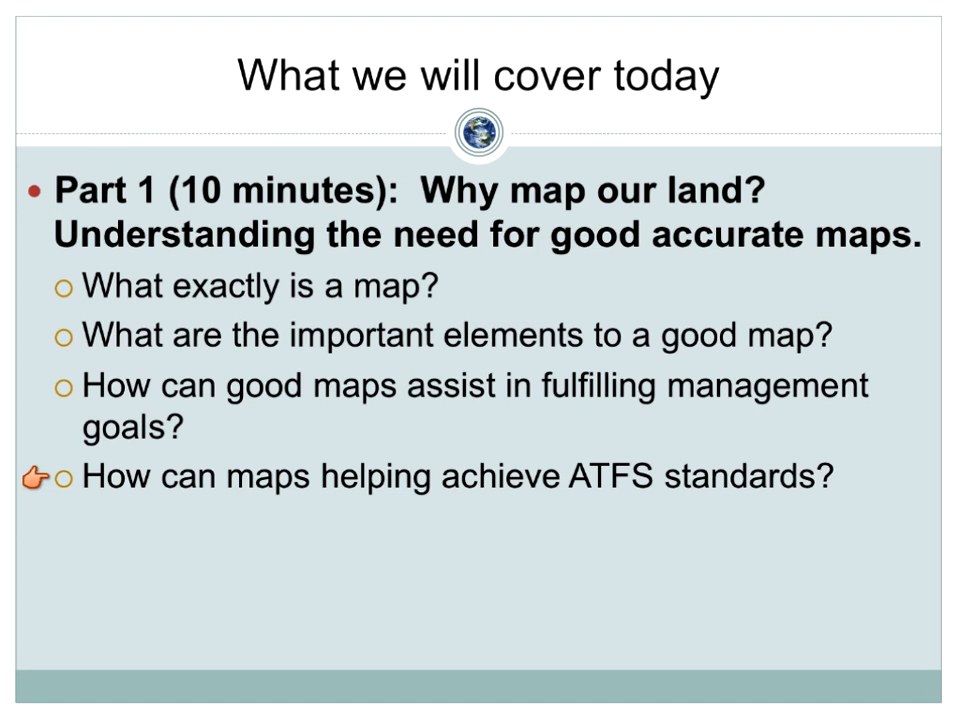 What we will cover today
Part 1 (10 minutes):  Why map our land?
Understanding the need for good accurate maps.
What exactly is a map?
What are the important elements to a good map?
How can good maps assist in fulfilling management
goals?
How can maps helping achieve ATFS standards?